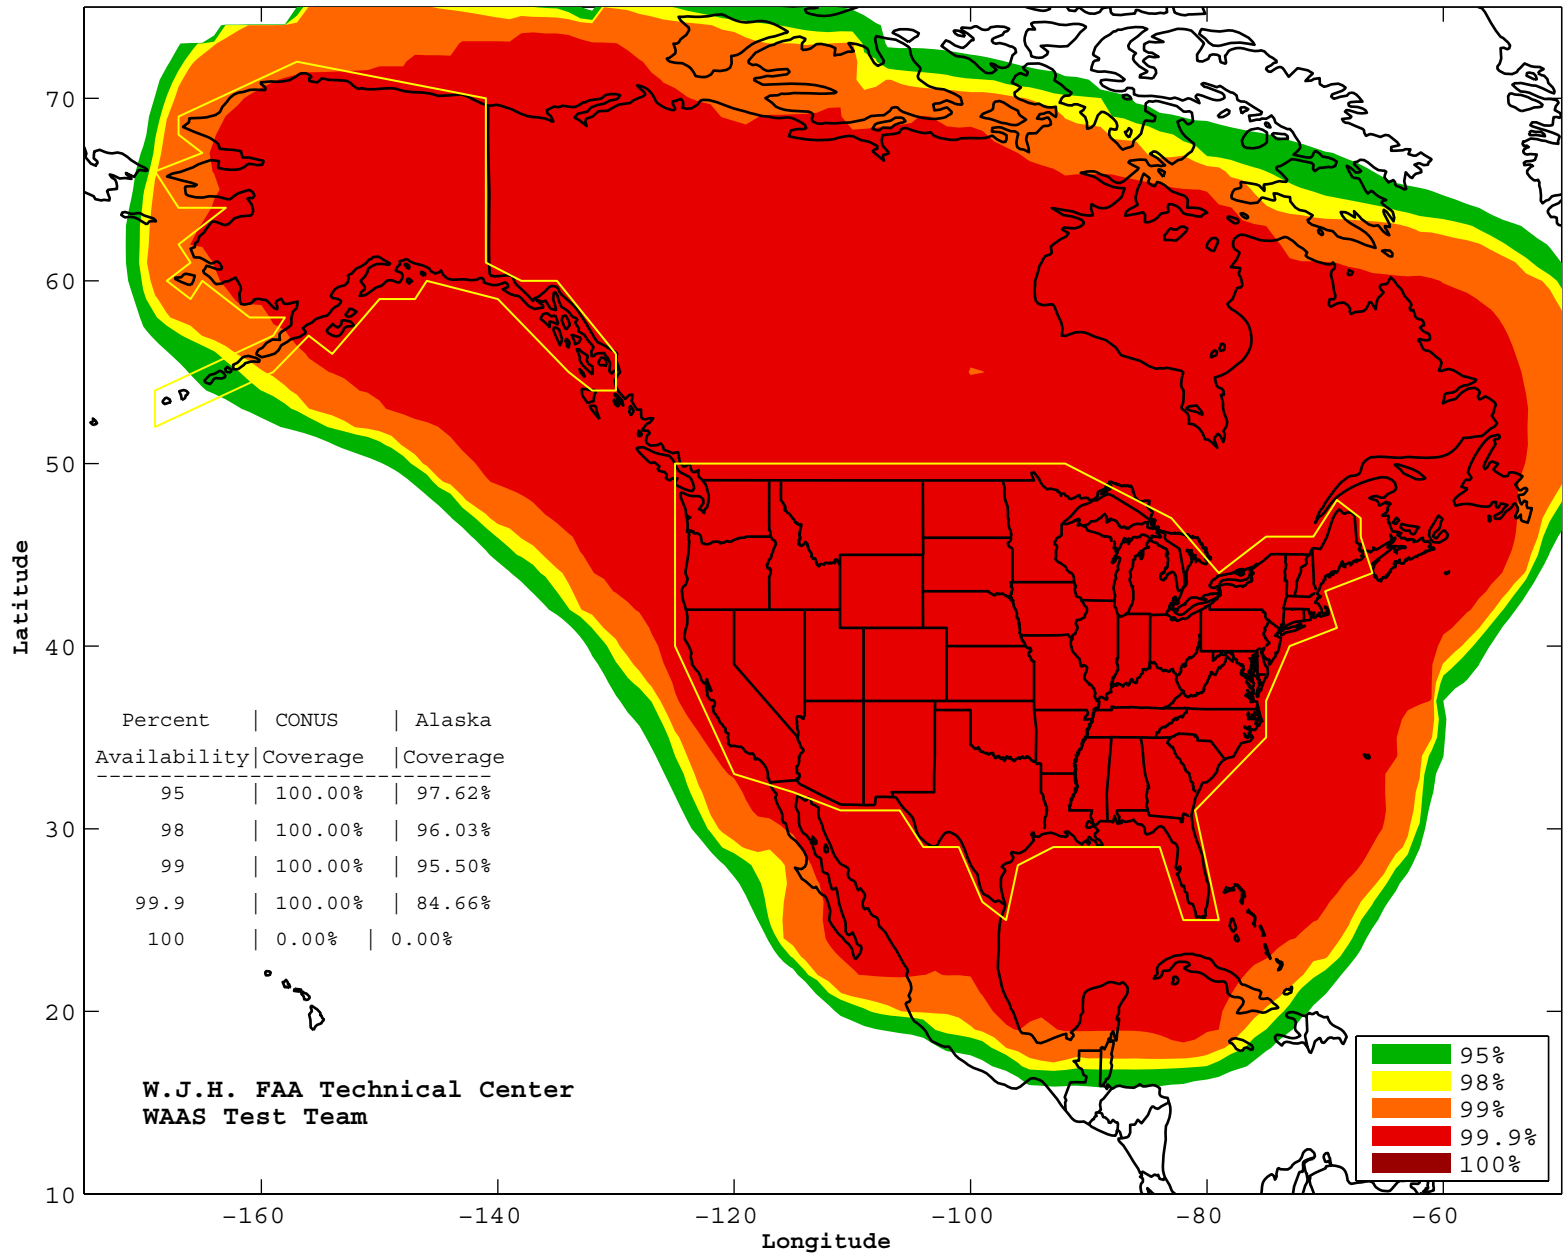 70
60
50
40
30
20
10
Latitude
Percent | CONUS | Alaska
Availability|Coverage |Coverage
-------------------------------
95 | 100.00% | 97.62%
98 | 100.00% | 96.03%
99 | 100.00% | 95.50%
99.9 | 100.00% | 84.66%
100 | 0.00% | 0.00%
W.J.H. FAA Technical Center
WAAS Test Team
95%
98%
99%
99.9%
100%
-160 -140 -120 -100 -80 -60
Longitude